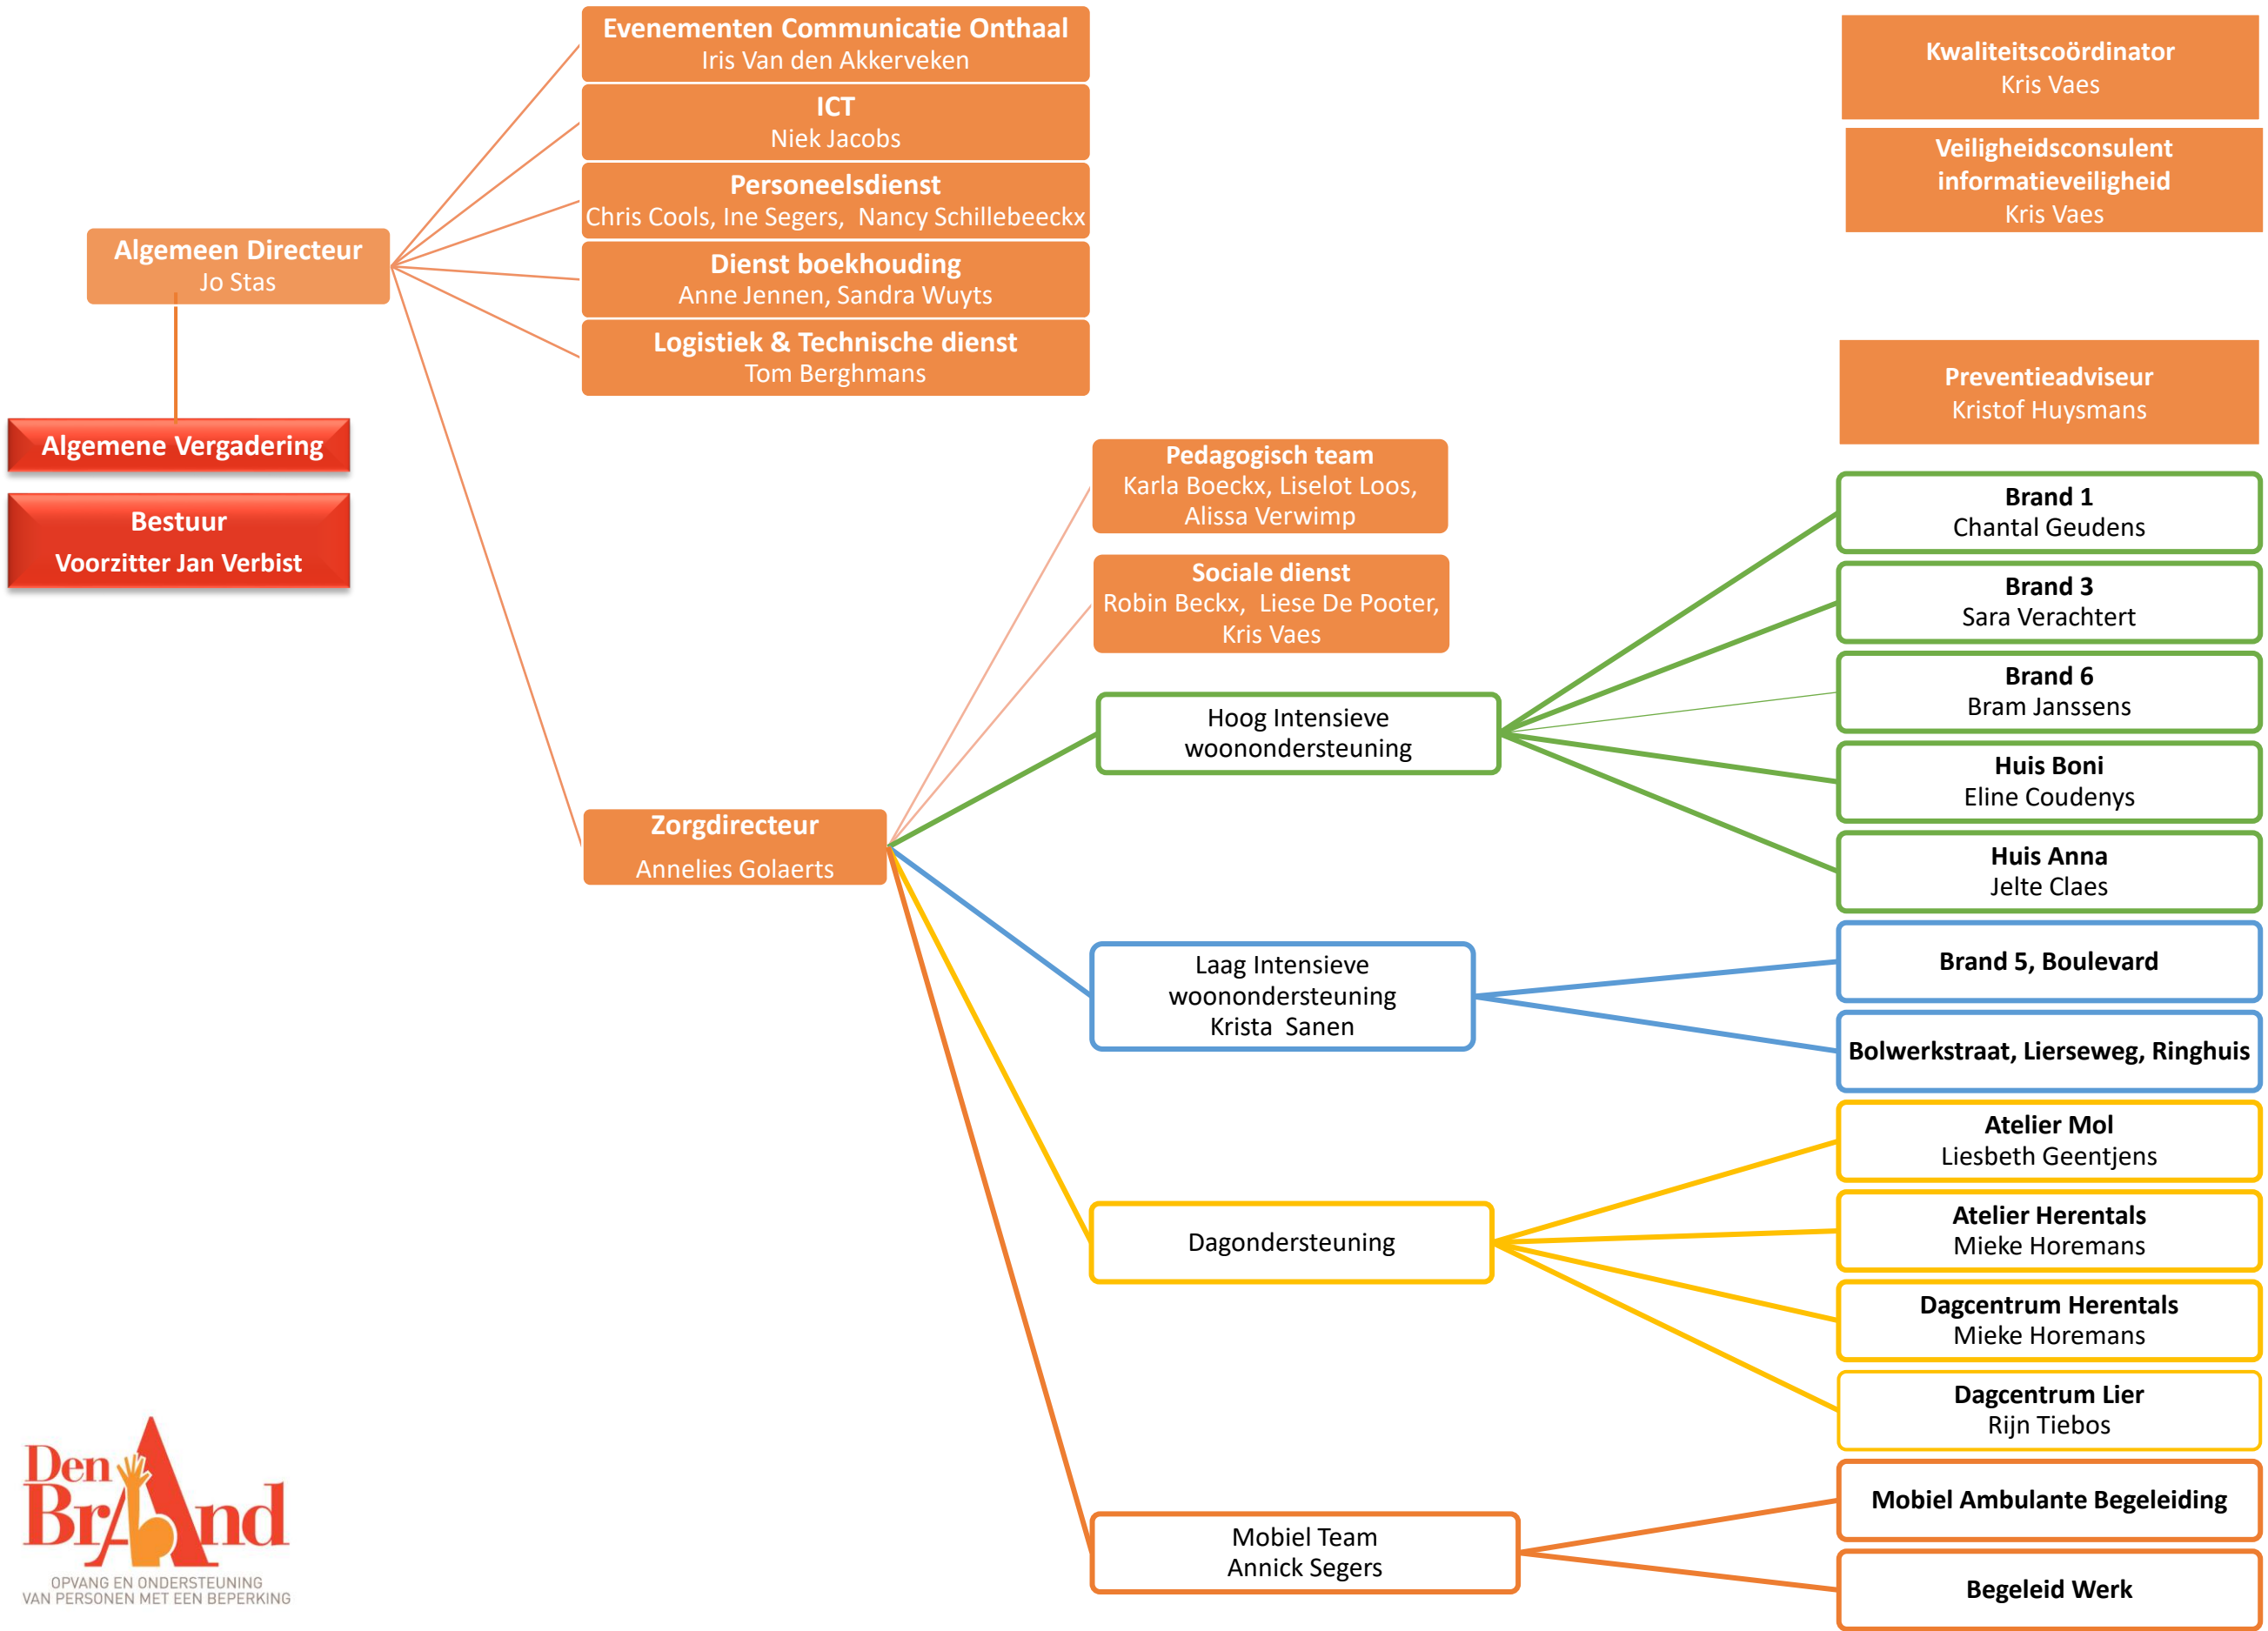 Evenementen Communicatie Onthaal
Iris Van den Akkerveken
ICT
Niek Jacobs
Personeelsdienst
Chris Cools, Ine Segers,  Nancy Schillebeeckx
Dienst boekhouding
Anne Jennen, Sandra Wuyts
Logistiek & Technische dienst
Tom Berghmans
Kwaliteitscoördinator
Kris Vaes
Veiligheidsconsulent
informatieveiligheid
Kris Vaes
Preventieadviseur
Kristof Huysmans
Algemeen Directeur
Jo Stas
Algemene Vergadering
Bestuur
Voorzitter Jan Verbist
Zorgdirecteur
Annelies Golaerts
Pedagogisch team
Karla Boeckx, Liselot Loos,
Alissa Verwimp
Sociale dienst
Robin Beckx,  Liese De Pooter,
Kris Vaes
Hoog Intensieve
woonondersteuning
Brand 1
Chantal Geudens
Brand 3
Sara Verachtert
Brand 6
Bram Janssens
Huis Boni
Eline Coudenys
Huis Anna
Jelte Claes
Laag Intensieve
woonondersteuning
Krista  Sanen
Brand 5, Boulevard
Bolwerkstraat, Lierseweg, Ringhuis
Dagondersteuning
Atelier Mol
Liesbeth Geentjens
Atelier Herentals
Mieke Horemans
Dagcentrum Herentals
Mieke Horemans
Dagcentrum Lier
Rijn Tiebos
Mobiel Team
Annick Segers
Mobiel Ambulante Begeleiding
Begeleid Werk
Den
Brand
OPVANG EN ONDERSTEUNING
VAN PERSONEN MET EEN BEPERKING